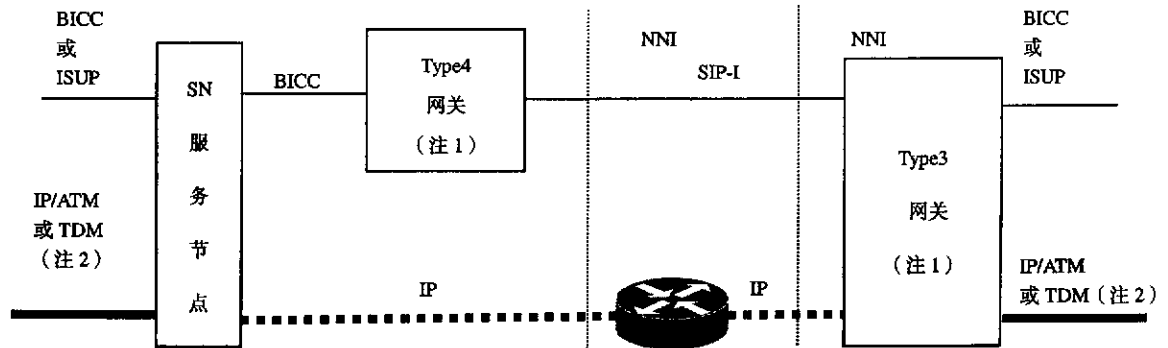 BICC
或
ISUP
IP/ATM
或 TDM
（注 2）
SN
服
务
节
点
BICC
Type4
网关
（注 1）
IP
NNI
SIP-I
IP
NNI
Type3
网关
（注 1）
BICC
或
ISUP
IP/ATM
或 TDM（注 2）